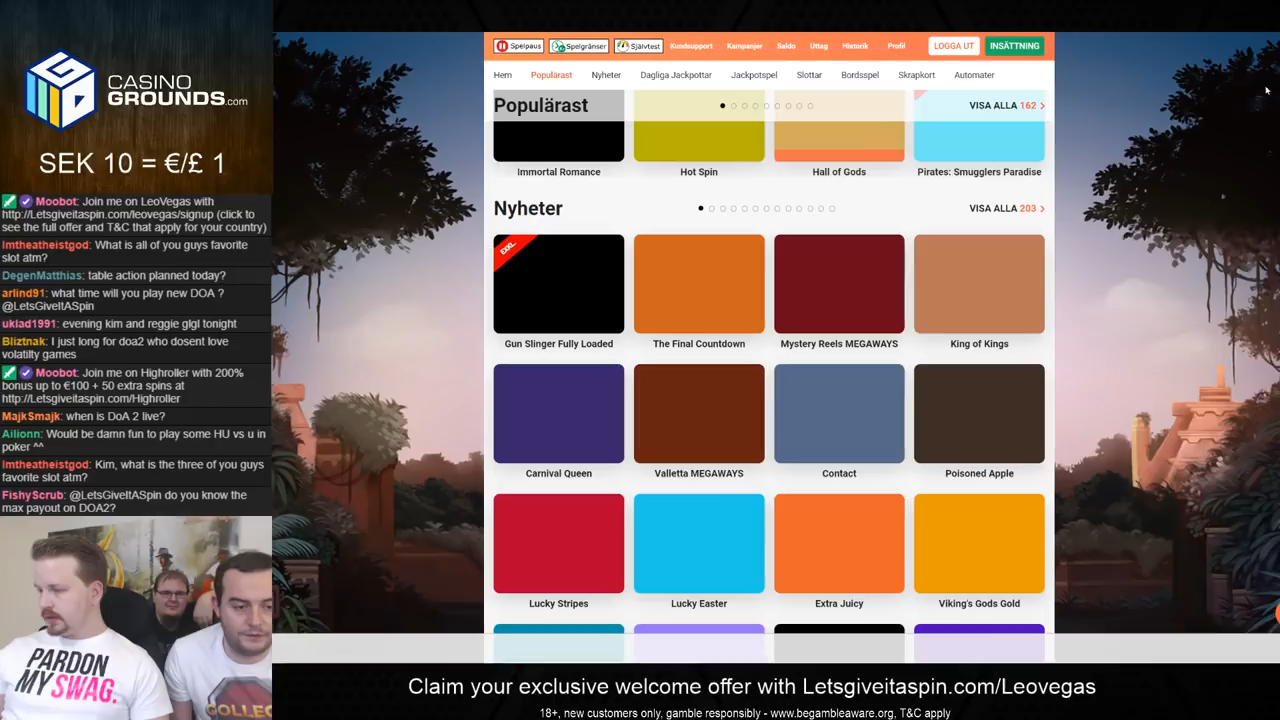 CASINO
GROUNDS.com
SEK 10 = €/£ 1
Moobot: Join me on LeoVegas with
http://Letsgiveitaspin.com/leovegas/signup (click to
see the full offer and T&C that apply for your country)
Imtheatheistgod: What is all of you guys favorite
slot atm?
DegenMatthias: table action planned today?
arlind91: what time will you play new DOA ?
@LetsGiveItASpin
uklad1991: evening kim and reggie glgl tonight
Bliztnak: I just long for doa2 who dosent love
volatilty games
Moobot: Join me on Highroller with 200%
bonus up to €100 + 50 extra spins at
http://Letsgiveitaspin.com/Highroller
MajkSmajk: when is DoA 2 live?
Ailionn: Would be damn fun to play some HU vs u in
poker ^^
Imtheatheistgod: Kim, what is the three of you guys
favorite slot atm?
FishyScrub: @LetsGiveItASpin do you know the
max payout on DOA2?
PARDON
MY SWAG.
Spelpaus Spelgränser Självtest Kundsupport Kampanjer Saldo Uttag Historik Profil LOGGA UT INSÄTTNING
Hem Populärast Nyheter Dagliga Jackpottar Jackpotspel Slottar Bordsspel Skrapkort Automater
Populärast VISA ALLA 162 >
Immortal Romance Hot Spin Hall of Gods Pirates: Smugglers Paradise
Nyheter VISA ALLA 203 >
EXXL.
Gun Slinger Fully Loaded The Final Countdown Mystery Reels MEGAWAYS King of Kings
Carnival Queen Valletta MEGAWAYS Contact Poisoned Apple
Lucky Stripes Lucky Easter Extra Juicy Viking's Gods Gold
Claim your exclusive welcome offer with Letsgiveitaspin.com/Leovegas
18+, new customers only, gamble responsibly - www.begambleaware.org, T&C apply